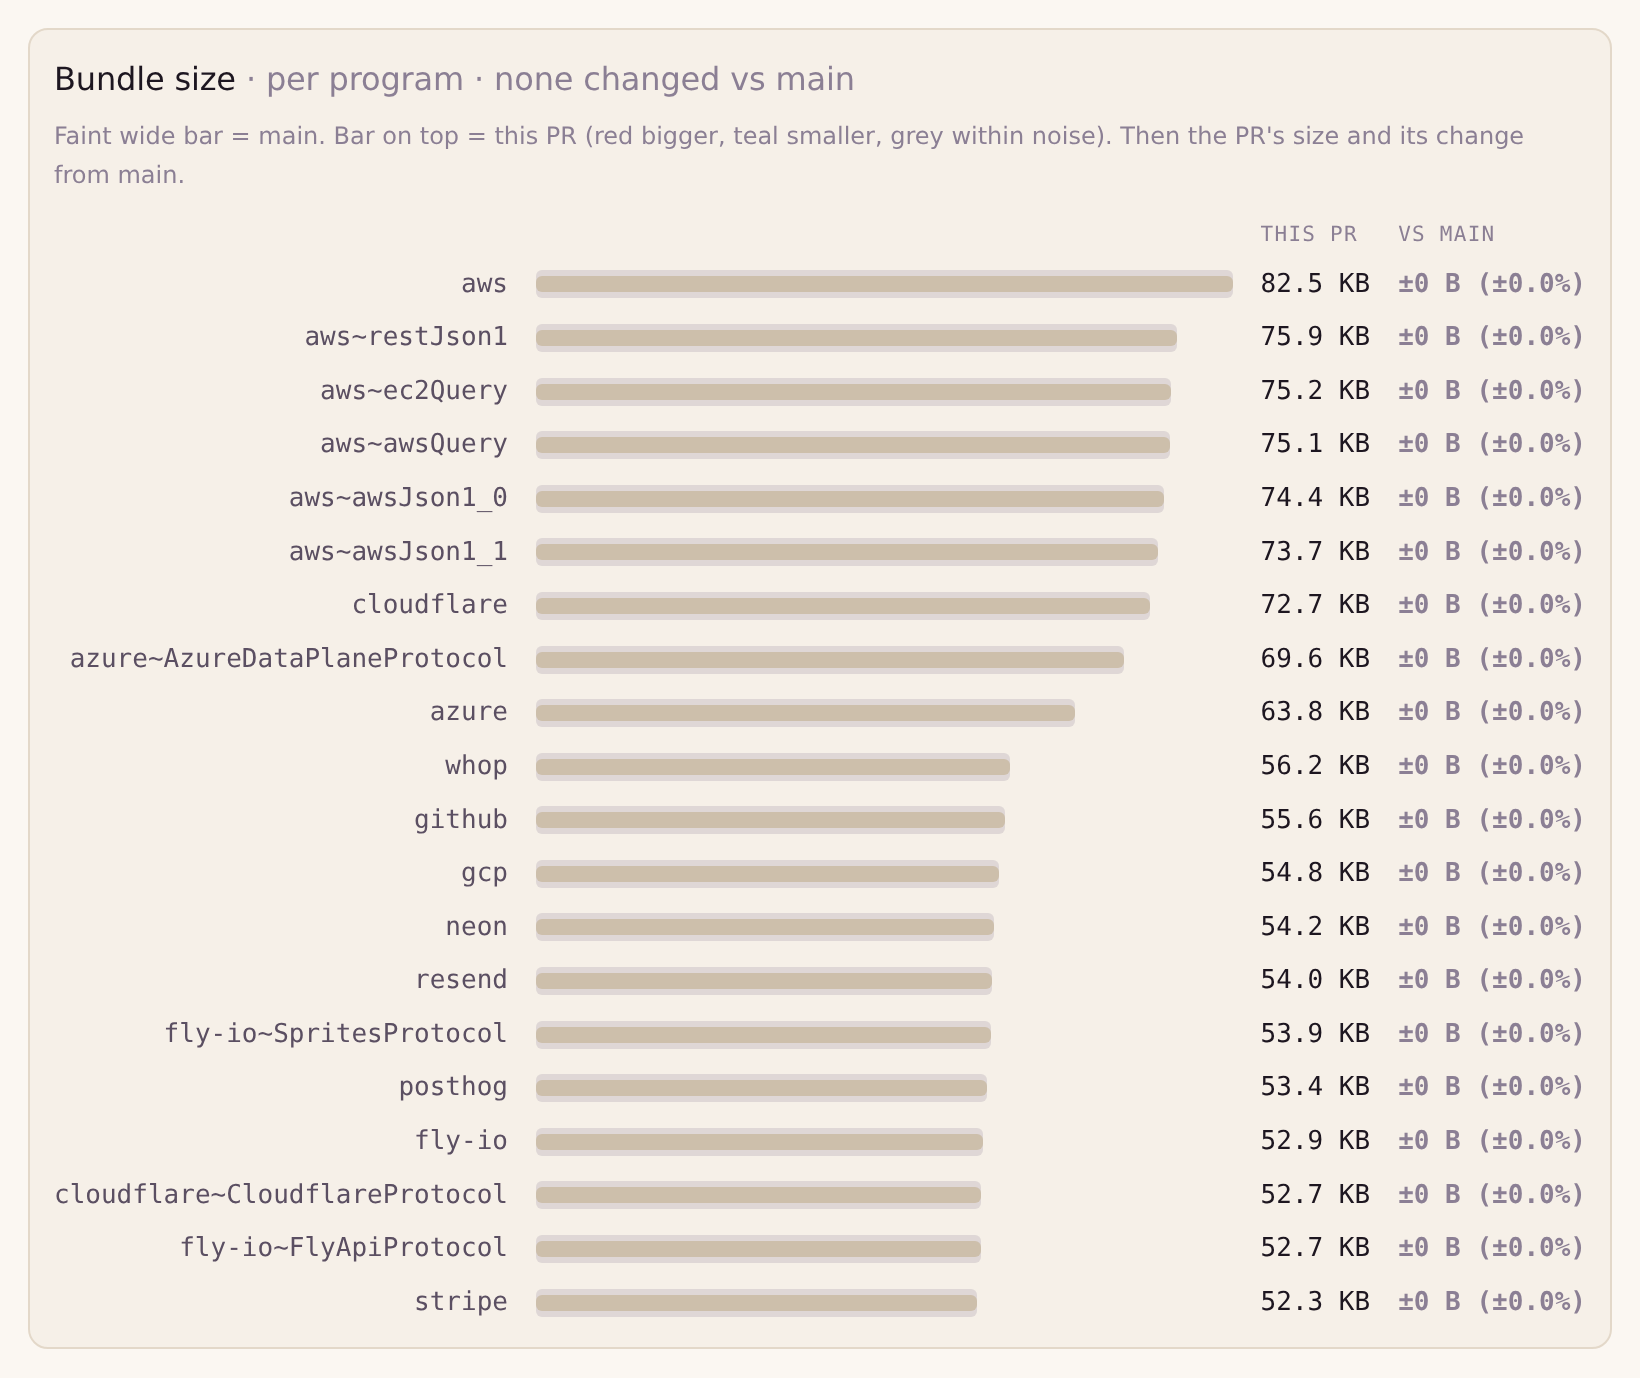 Bundle size · per program · none changed vs main
Faint wide bar = main. Bar on top = this PR (red bigger, teal smaller, grey within noise). Then the PR's size and its change
from main.
THIS PR VS MAIN
aws 82.5 KB ±0 B (±0.0%)
aws~restJson1 75.9 KB ±0 B (±0.0%)
aws~ec2Query 75.2 KB ±0 B (±0.0%)
aws~awsQuery 75.1 KB ±0 B (±0.0%)
aws~awsJson1_0 74.4 KB ±0 B (±0.0%)
aws~awsJson1_1 73.7 KB ±0 B (±0.0%)
cloudflare 72.7 KB ±0 B (±0.0%)
azure~AzureDataPlaneProtocol 69.6 KB ±0 B (±0.0%)
azure 63.8 KB ±0 B (±0.0%)
whop 56.2 KB ±0 B (±0.0%)
github 55.6 KB ±0 B (±0.0%)
gcp 54.8 KB ±0 B (±0.0%)
neon 54.2 KB ±0 B (±0.0%)
resend 54.0 KB ±0 B (±0.0%)
fly-io~SpritesProtocol 53.9 KB ±0 B (±0.0%)
posthog 53.4 KB ±0 B (±0.0%)
fly-io 52.9 KB ±0 B (±0.0%)
cloudflare~CloudflareProtocol 52.7 KB ±0 B (±0.0%)
fly-io~FlyApiProtocol 52.7 KB ±0 B (±0.0%)
stripe 52.3 KB ±0 B (±0.0%)